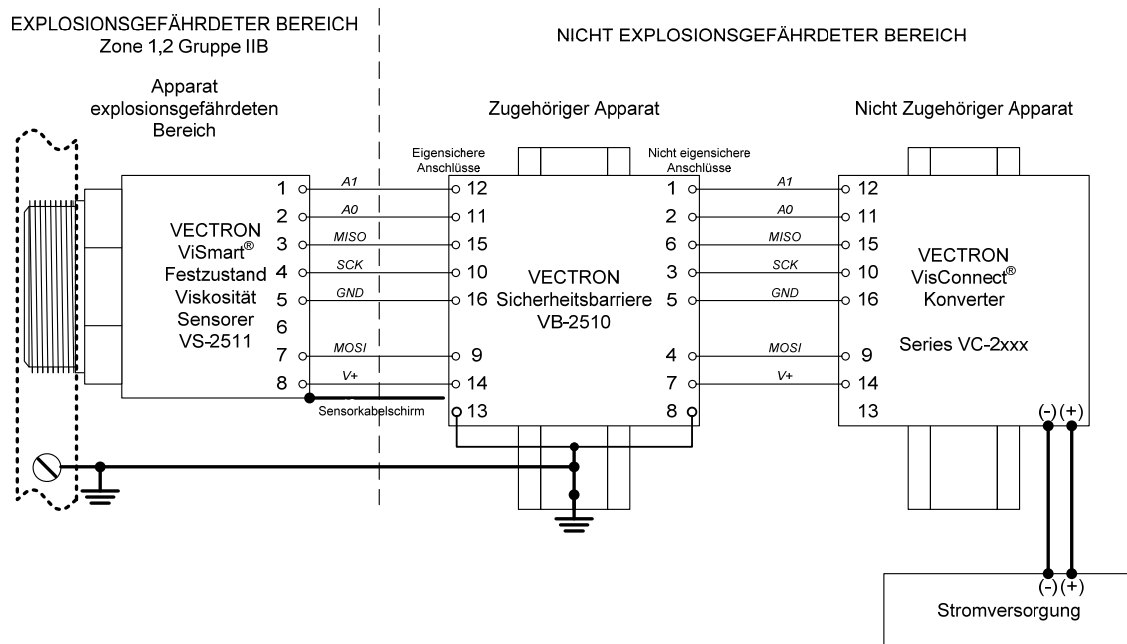 EXPLOSIONSGEFÄHRDETER BEREICH
Zone 1,2 Gruppe IIB
NICHT EXPLOSIONSGEFÄHRDETER BEREICH
Apparat
explosionsgefährdeten
Bereich
Zugehöriger Apparat
Nicht Zugehöriger Apparat
Eigensichere
Anschlüsse
Nicht eigensichere
Anschlüsse
VECTRON
ViSmart®
Festzustand
Viskosität
Sensorer
VS-2511
1 A1 12
2 A0 11
3 MISO 15
4 SCK 10
5 GND 16
6
7 MOSI 9
8 V+ 14
Sensorkabelschirm
13
VECTRON
Sicherheitsbarriere
VB-2510
1 A1 12
2 A0 11
6 MISO 15
3 SCK 10
5 GND 16
4 MOSI 9
7 V+ 14
8
13
VECTRON
VisConnect®
Konverter
Series VC-2xxx
(-) (+)
(-) (+)
Stromversorgung